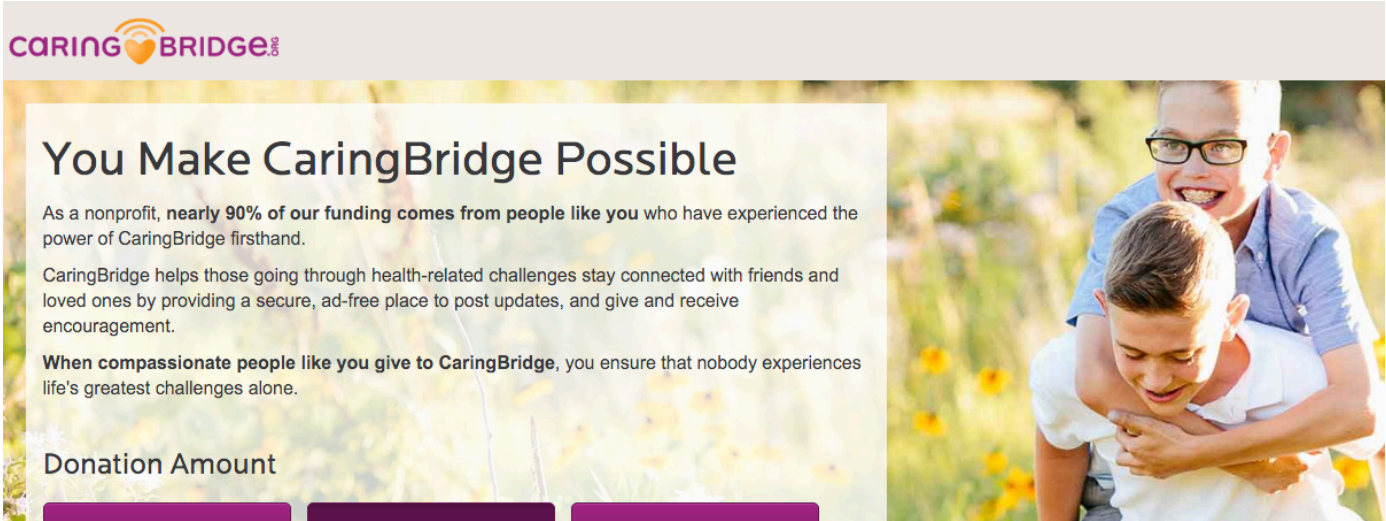 CARINGBRIDGE.ORG
You Make CaringBridge Possible
As a nonprofit, nearly 90% of our funding comes from people like you who have experienced the
power of CaringBridge firsthand.
CaringBridge helps those going through health-related challenges stay connected with friends and
loved ones by providing a secure, ad-free place to post updates, and give and receive
encouragement.
When compassionate people like you give to CaringBridge, you ensure that nobody experiences
life's greatest challenges alone.
Donation Amount